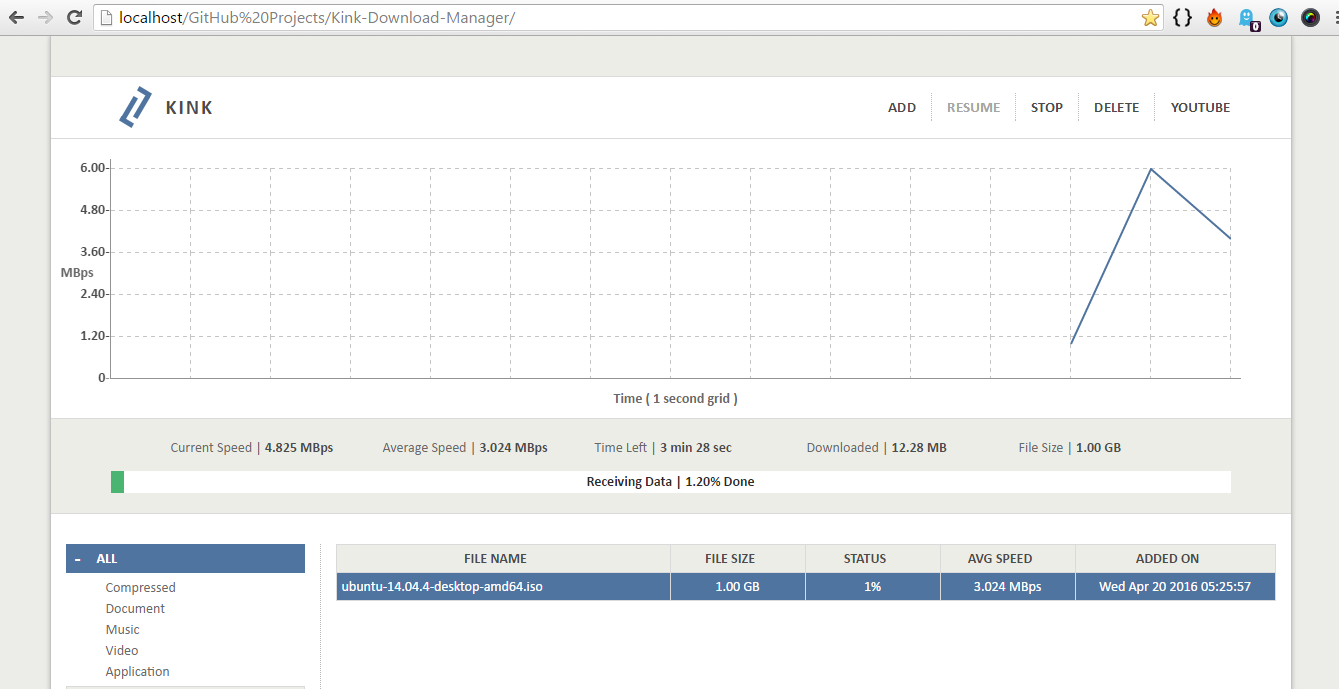 localhost/GitHub%20Projects/Kink-Download-Manager/
{}
0
KINK
ADD RESUME STOP DELETE YOUTUBE
6.00
4.80
3.60
MBps
2.40
1.20
0
Time ( 1 second grid )
Current Speed | 4.825 MBps Average Speed | 3.024 MBps Time Left | 3 min 28 sec Downloaded | 12.28 MB File Size | 1.00 GB
Receiving Data | 1.20% Done
- ALL
Compressed
Document
Music
Video
Application
FILE NAME FILE SIZE STATUS AVG SPEED ADDED ON
ubuntu-14.04.4-desktop-amd64.iso 1.00 GB 1% 3.024 MBps Wed Apr 20 2016 05:25:57